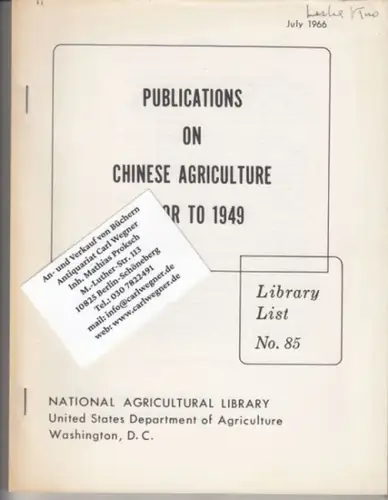 Leslie Kuo
July 1966
PUBLICATIONS
ON
CHINESE AGRICULTURE
OR TO 1949
An- und Verkauf von Büchern
Antiquariat Carl Wegner
Inh. Mathias Proksch
M.-Luther-Str. 113
10825 Berlin-Schöneberg
Tel.: 030 7822491
mail: info@carlwegner.de
web: www.carlwegner.de
Library
List
No. 85
NATIONAL AGRICULTURAL LIBRARY
United States Department of Agriculture
Washington, D. C.